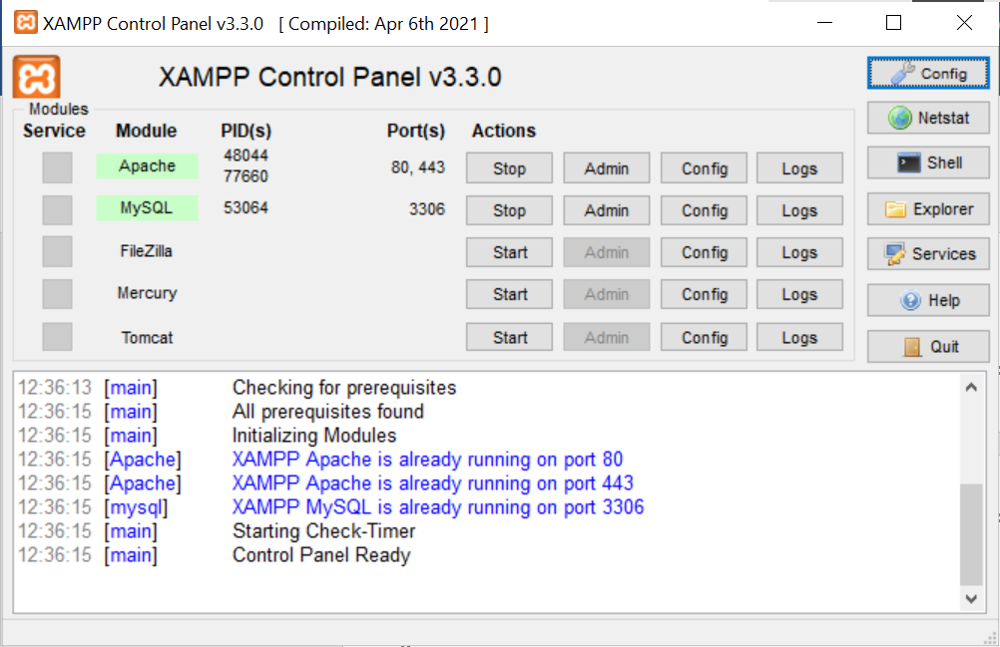 XAMPP Control Panel v3.3.0 [ Compiled: Apr 6th 2021 ]
XAMPP Control Panel v3.3.0
Config
Modules
Service Module PID(s) Port(s) Actions
Netstat
Apache 48044 77660 80, 443 Stop Admin Config Logs
Shell
MySQL 53064 3306 Stop Admin Config Logs
Explorer
FileZilla Start Admin Config Logs
Services
Mercury Start Admin Config Logs
Help
Tomcat Start Admin Config Logs
Quit
12:36:13 [main] Checking for prerequisites
12:36:15 [main] All prerequisites found
12:36:15 [main] Initializing Modules
12:36:15 [Apache] XAMPP Apache is already running on port 80
12:36:15 [Apache] XAMPP Apache is already running on port 443
12:36:15 [mysql] XAMPP MySQL is already running on port 3306
12:36:15 [main] Starting Check-Timer
12:36:15 [main] Control Panel Ready